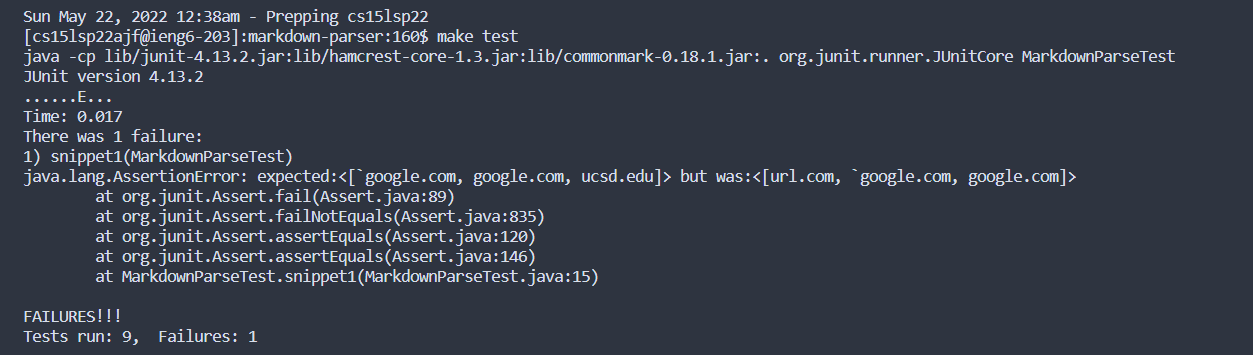 Sun May 22, 2022 12:38am - Prepping cs15lsp22
[cs15lsp22ajf@ieng6-203]:markdown-parser:160$ make test
java -cp lib/junit-4.13.2.jar:lib/hamcrest-core-1.3.jar:lib/commonmark-0.18.1.jar:. org.junit.runner.JUnitCore MarkdownParseTest
JUnit version 4.13.2
......E...
Time: 0.017
There was 1 failure:
1) snippet1(MarkdownParseTest)
java.lang.AssertionError: expected:<[`google.com, google.com, ucsd.edu]> but was:<[url.com, `google.com, google.com]>
        at org.junit.Assert.fail(Assert.java:89)
        at org.junit.Assert.failNotEquals(Assert.java:835)
        at org.junit.Assert.assertEquals(Assert.java:120)
        at org.junit.Assert.assertEquals(Assert.java:146)
        at MarkdownParseTest.snippet1(MarkdownParseTest.java:15)

FAILURES!!!
Tests run: 9,  Failures: 1